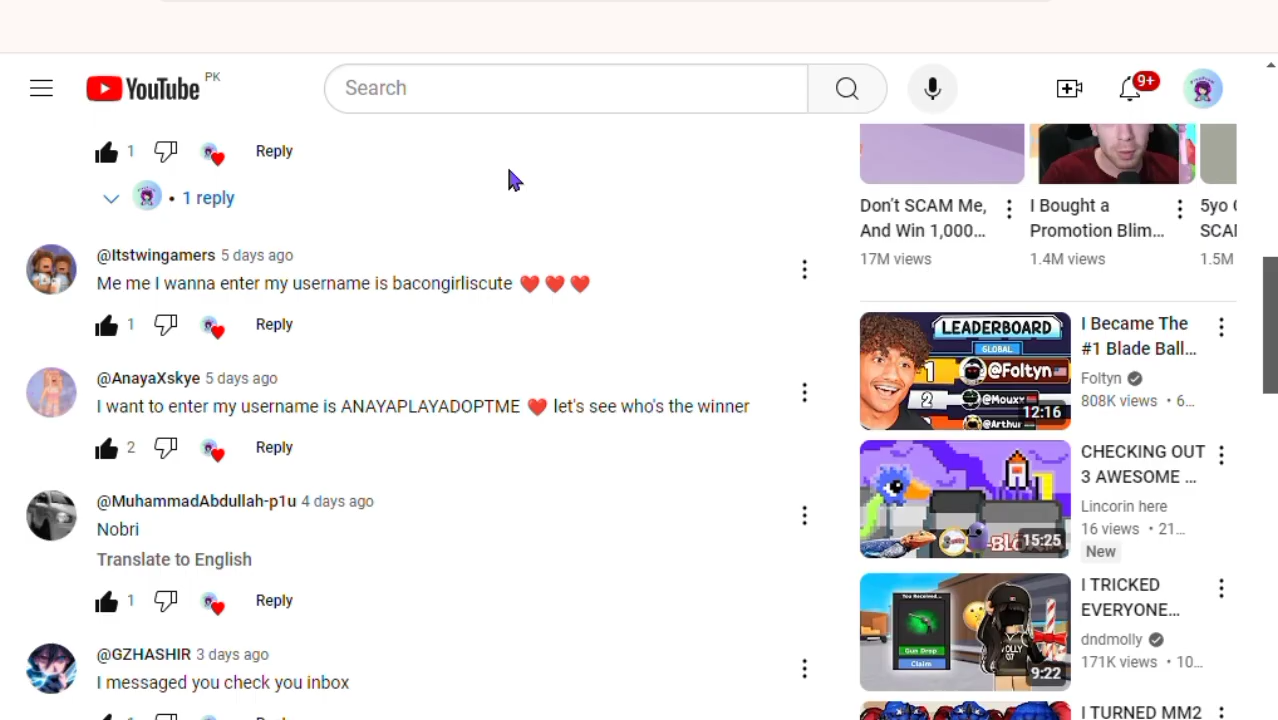 YouTube PK
Search
9+
1 Reply
1 reply
@Itstwingamers 5 days ago
Me me I wanna enter my username is bacongirliscute ❤️ ❤️ ❤️
1 Reply
@AnayaXskye 5 days ago
I want to enter my username is ANAYAPLAYADOPTME ❤️ let's see who's the winner
2 Reply
@MuhammadAbdullah-p1u 4 days ago
Nobri
Translate to English
1 Reply
@GZHASHIR 3 days ago
I messaged you check you inbox
Don't SCAM Me,
And Win 1,000...
17M views
I Bought a
Promotion Blim...
1.4M views
5yo
1.5M
LEADERBOARD
GLOBAL
1 @Foltyn
2 @Mouxy
@Arthur
12:16
I Became The
#1 Blade Ball...
Foltyn
808K views • 6...
15:25
CHECKING OUT
3 AWESOME ...
Lincorin here
16 views • 21...
New
You Received...
Gun Drop
Claim
9:22
I TRICKED
EVERYONE...
dndmolly
171K views • 10...
I TURNED MM2